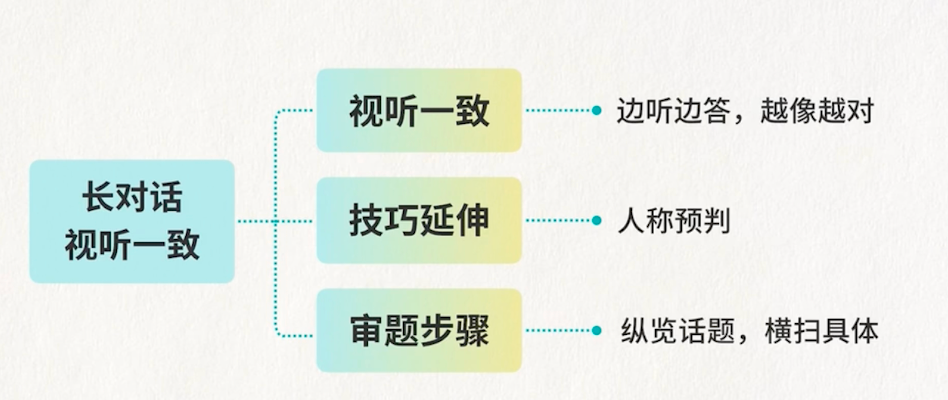 长对话
视听一致
视听一致
边听边答，越像越对
技巧延伸
人称预判
审题步骤
纵览话题，横扫具体